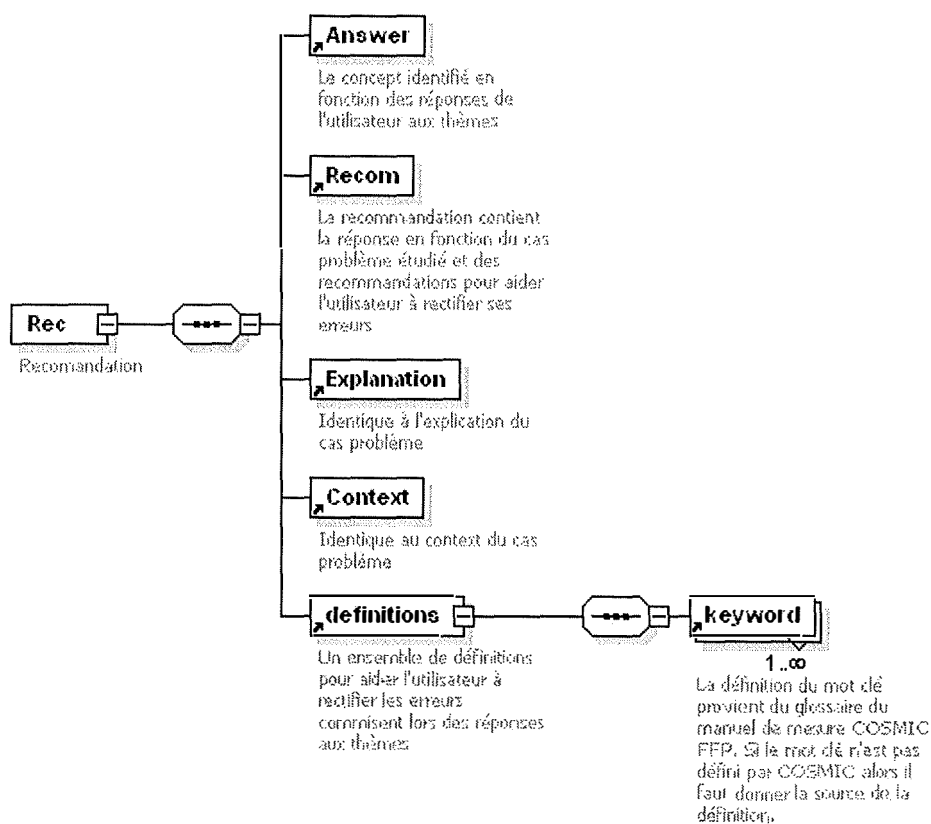 Answer
Le concept identifié en
fonction des réponses de
l'utilisateur aux thèmes
Recom
La recommandation contient
la réponse en fonction du cas
problème étudié et des
recommandations pour aider
l'utilisateur à rectifier ses
erreurs
Rec
Recomandation
Explanation
Identique à l'explication du
cas problème
Context
Identique au context du cas
problème
definitions
Un ensemble de définitions
pour aider l'utilisateur à
rectifier les erreurs
commisent lors des réponses
aux thèmes
keyword
1..∞
La définition du mot clé
provient du glossaire du
manuel de mesure COSMIC
FFP. Si le mot clé n'est pas
défini par COSMIC alors il
faut donner la source de la
définition.